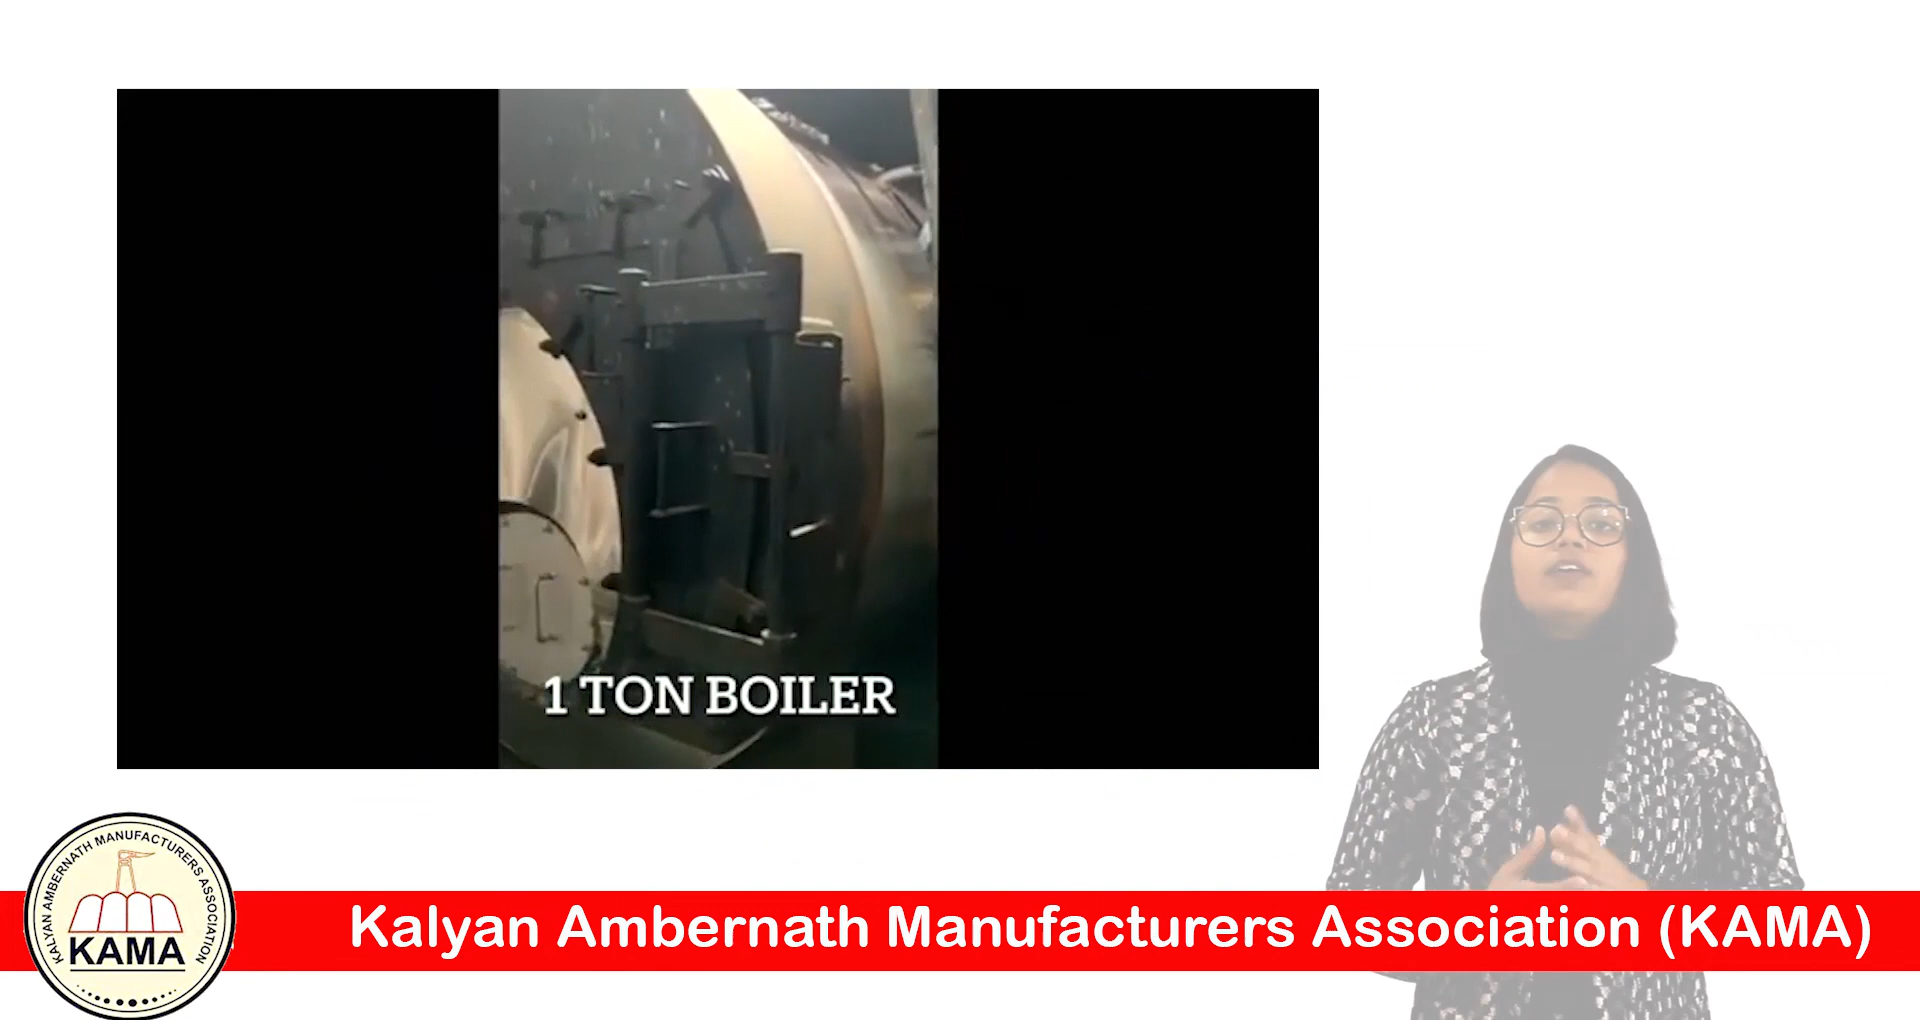 1 TON BOILER
KALYAN AMBERNATH MANUFACTURERS ASSOCIATION
KAMA
Kalyan Ambernath Manufacturers Association (KAMA)